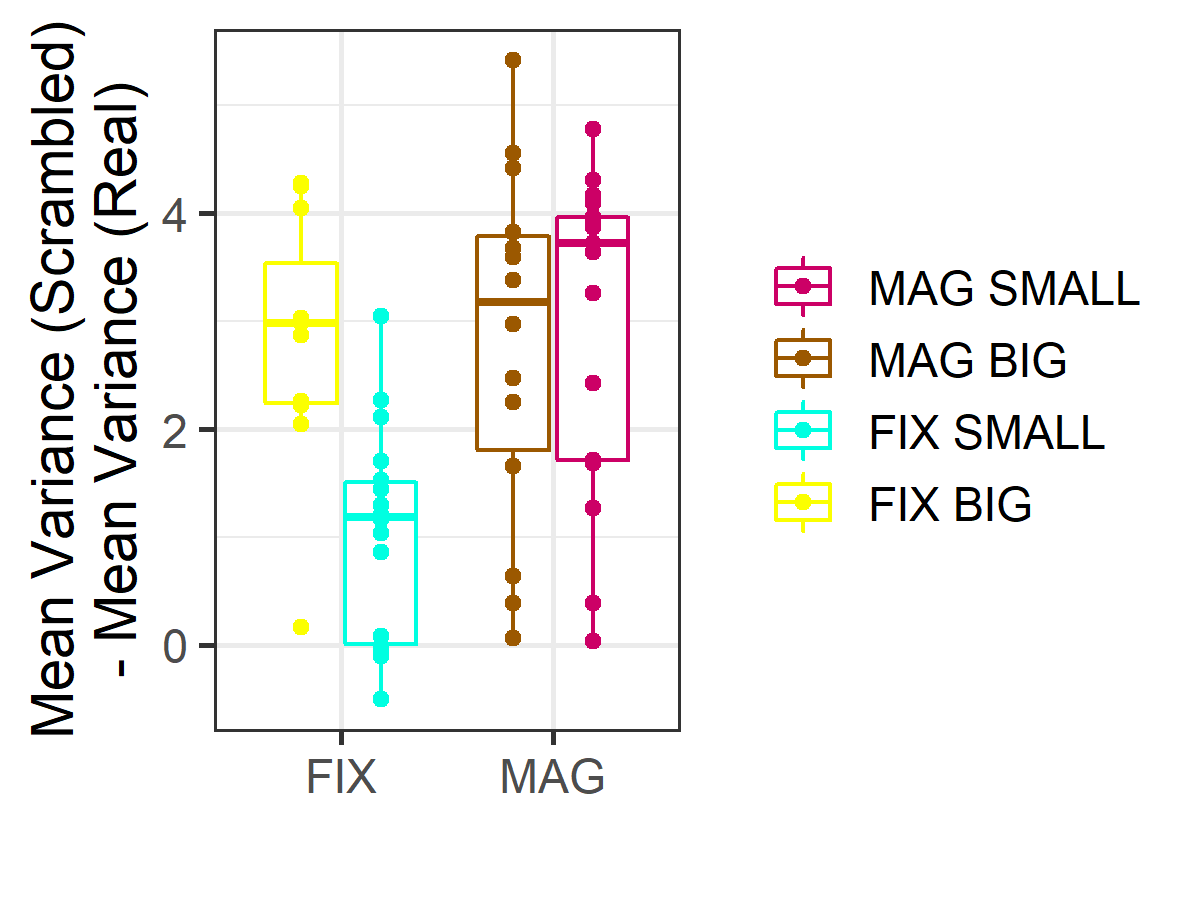 Mean Variance (Scrambled)
- Mean Variance (Real)
4
2
0
FIX
MAG
MAG SMALL
MAG BIG
FIX SMALL
FIX BIG